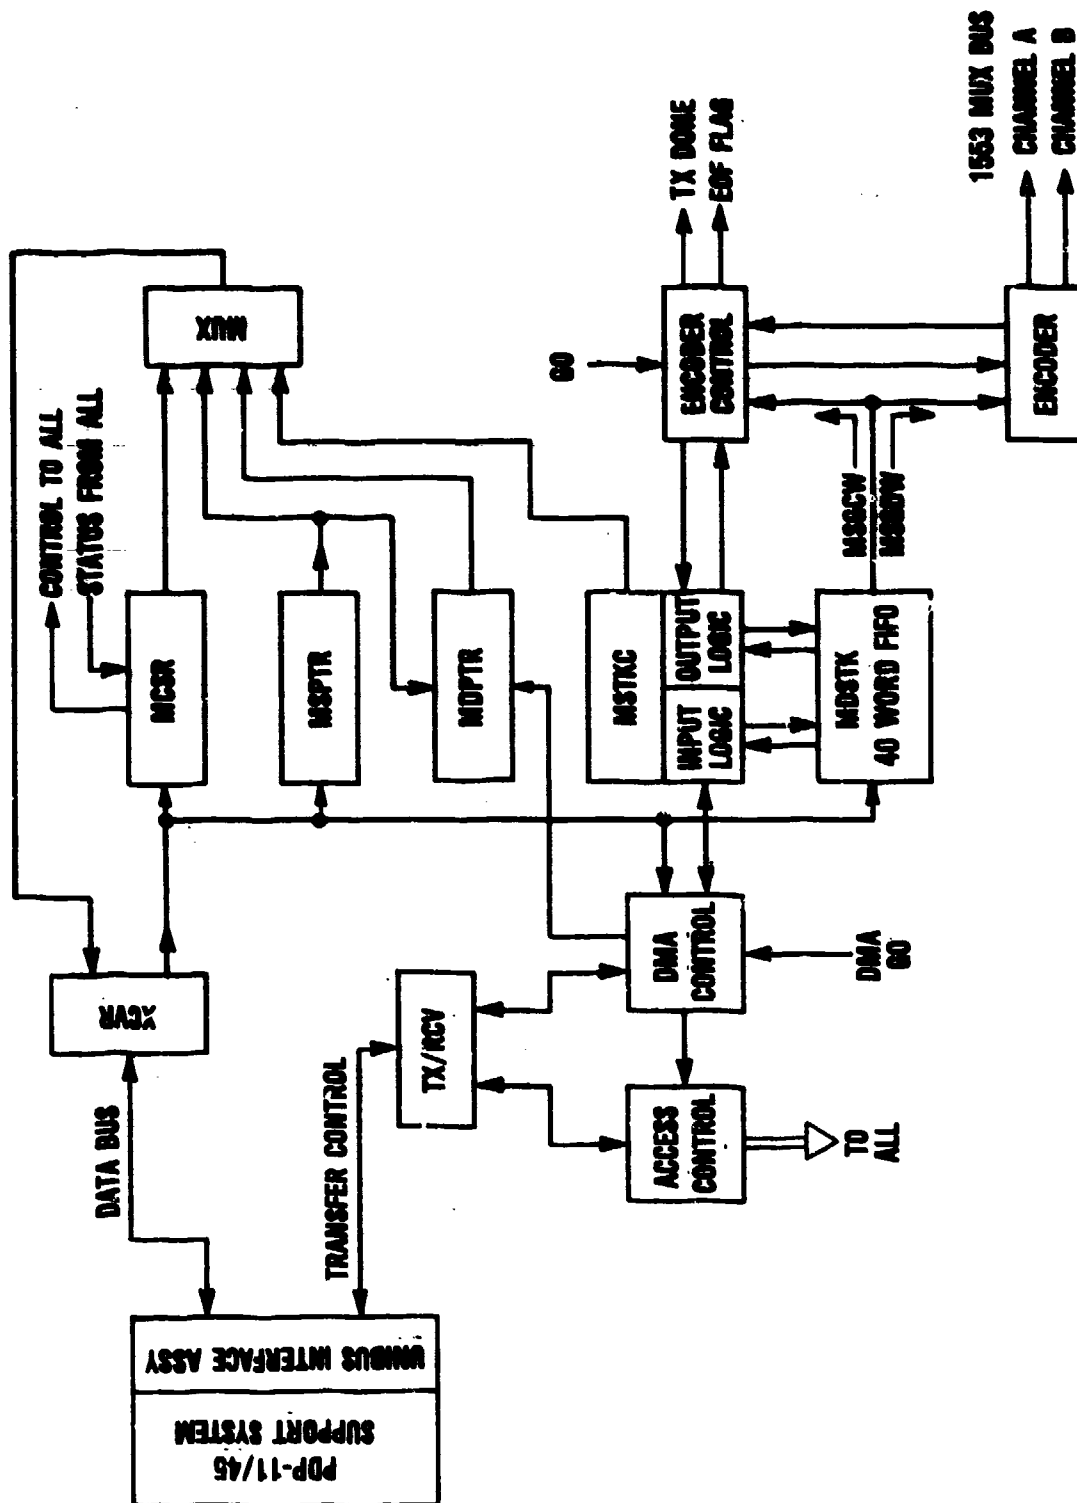 PDP-11/45
SUPPORT SYSTEM
UNIBUS INTERFACE ASSY
DATA BUS
TRANSFER CONTROL
XCVR
TX/RCV
ACCESS
CONTROL
TO
ALL
DMA
CONTROL
DMA
GO
CONTROL TO ALL
STATUS FROM ALL
MCSR
MSPTR
MDPTR
MSTKC
INPUT
LOGIC
OUTPUT
LOGIC
MDSTK
40 WORD FIFO
MUX
GO
ENCODER
CONTROL
TX DONE
EOF FLAG
MSGCW
MSGDW
ENCODER
1553 MUX BUS
CHANNEL A
CHANNEL B